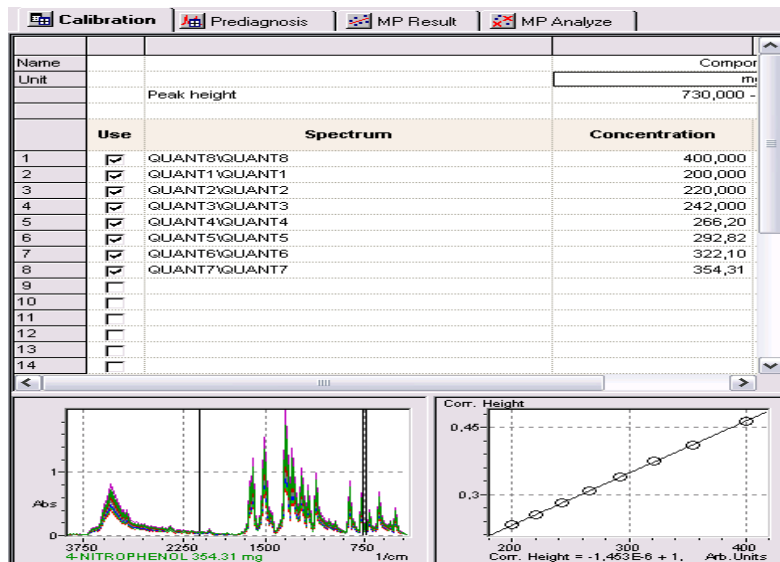 Calibration Prediagnosis MP Result MP Analyze
Name Compor
Unit
Peak height 730,000 -
Use Spectrum Concentration
1 QUANT8\QUANT8 400,000
2 QUANT1\QUANT1 200,000
3 QUANT2\QUANT2 220,000
4 QUANT3\QUANT3 242,000
5 QUANT4\QUANT4 266,20
6 QUANT5\QUANT5 292,82
7 QUANT6\QUANT6 322,10
8 QUANT7\QUANT7 354,31
9
10
11
12
13
14
1
Abs
0
3750 2250 1500 750
4-NITROPHENOL 354.31 mg 1/cm
Corr. Height
0,45
0,3
200 300 400
Corr. Height = -1,453E-6 + 1, Arb.Units